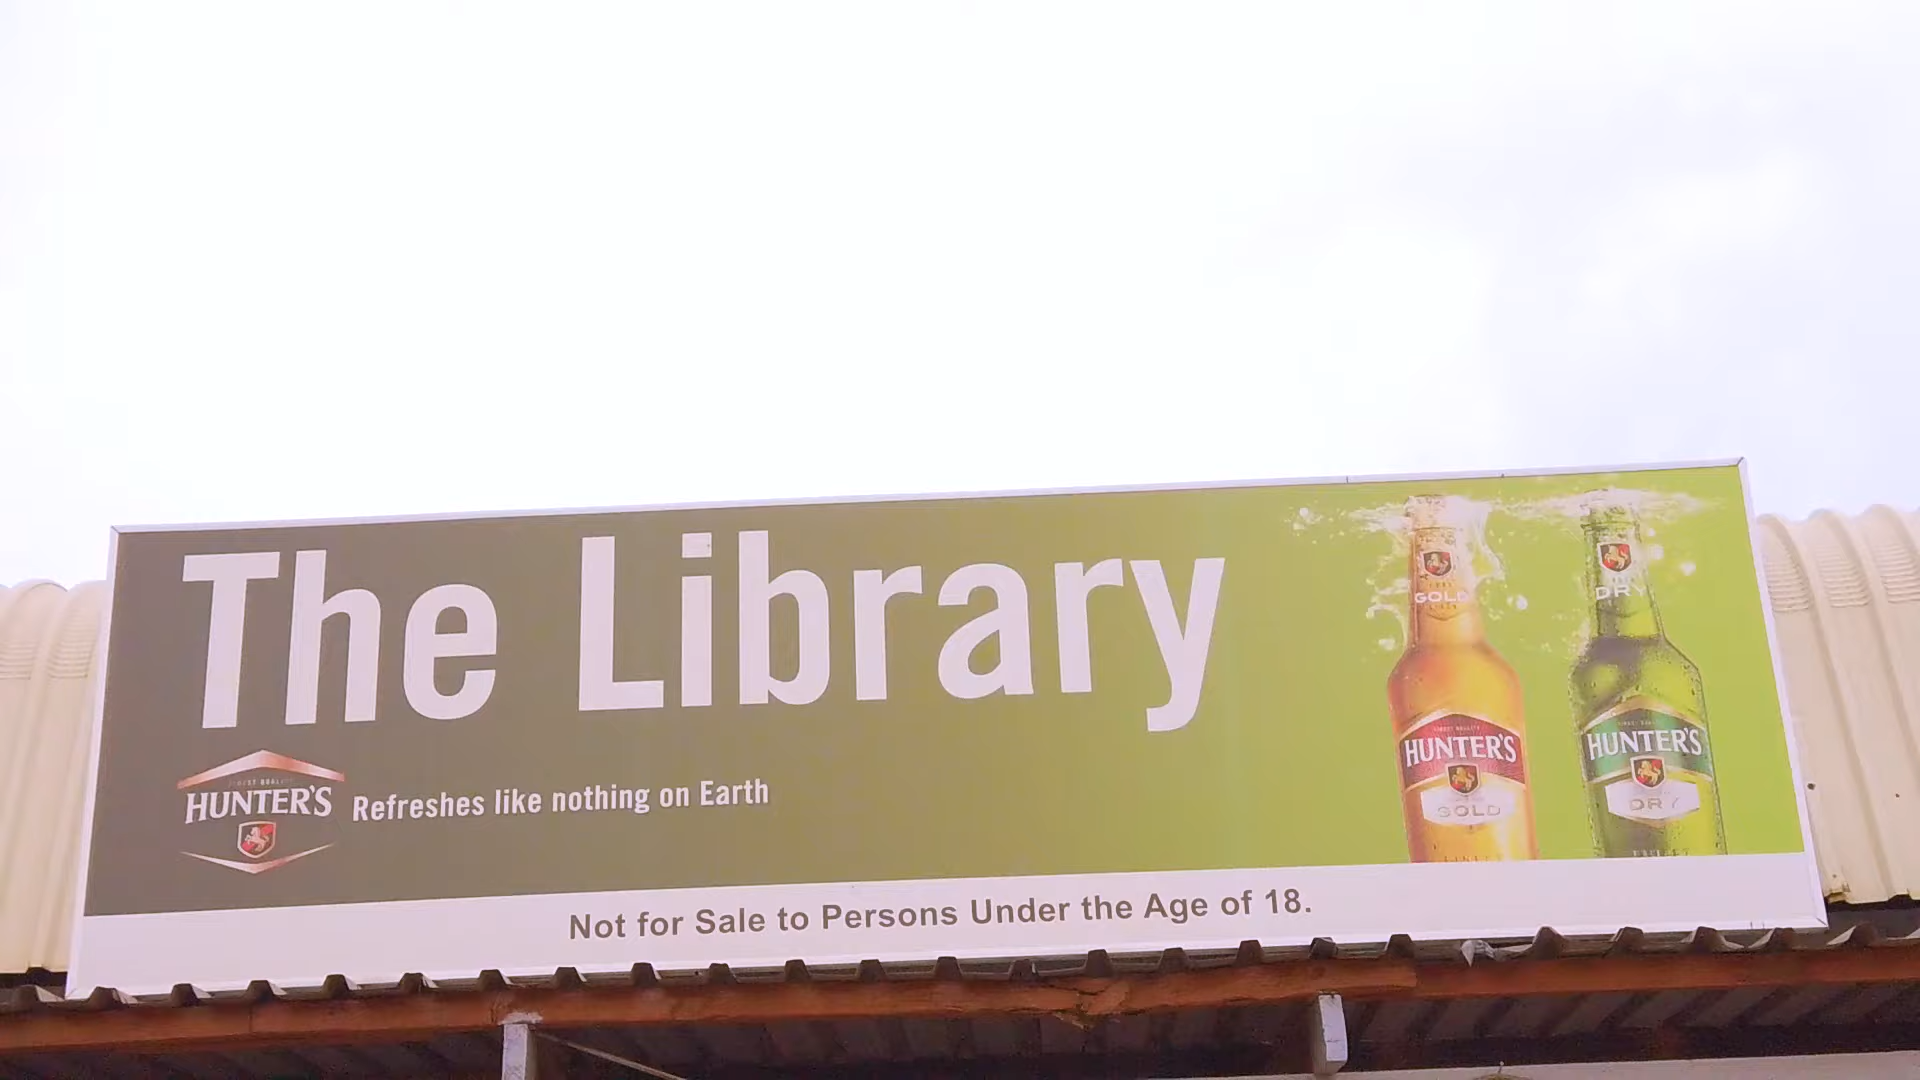 The Library
HUNTER'S
Refreshes like nothing on Earth
GOLD
HUNTER'S
GOLD
DRY
HUNTER'S
DRY
Not for Sale to Persons Under the Age of 18.